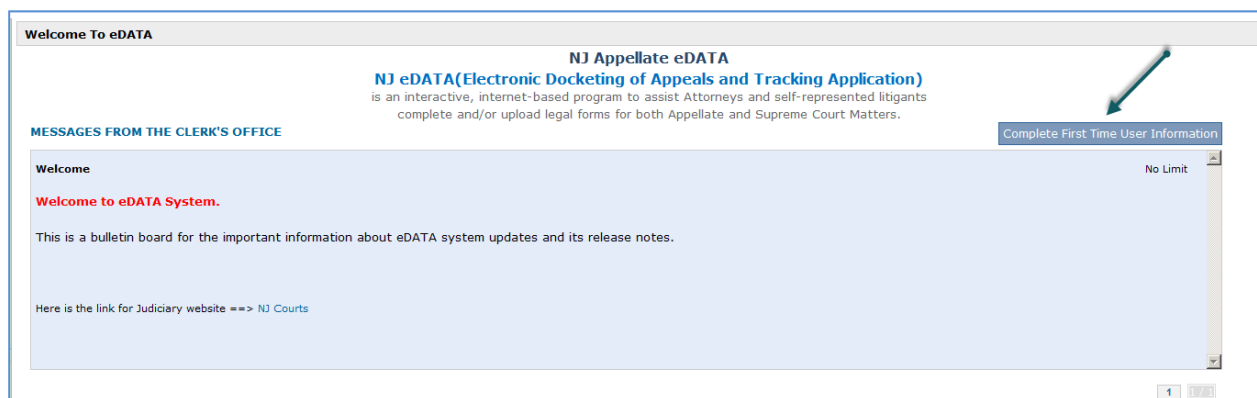 Welcome To eDATA
NJ Appellate eDATA
NJ eDATA(Electronic Docketing of Appeals and Tracking Application)
is an interactive, internet-based program to assist Attorneys and self-represented litigants
complete and/or upload legal forms for both Appellate and Supreme Court Matters.
MESSAGES FROM THE CLERK'S OFFICE
Complete First Time User Information
Welcome
No Limit
Welcome to eDATA System.
This is a bulletin board for the important information about eDATA system updates and its release notes.
Here is the link for Judiciary website ==> NJ Courts
1 1 / 1